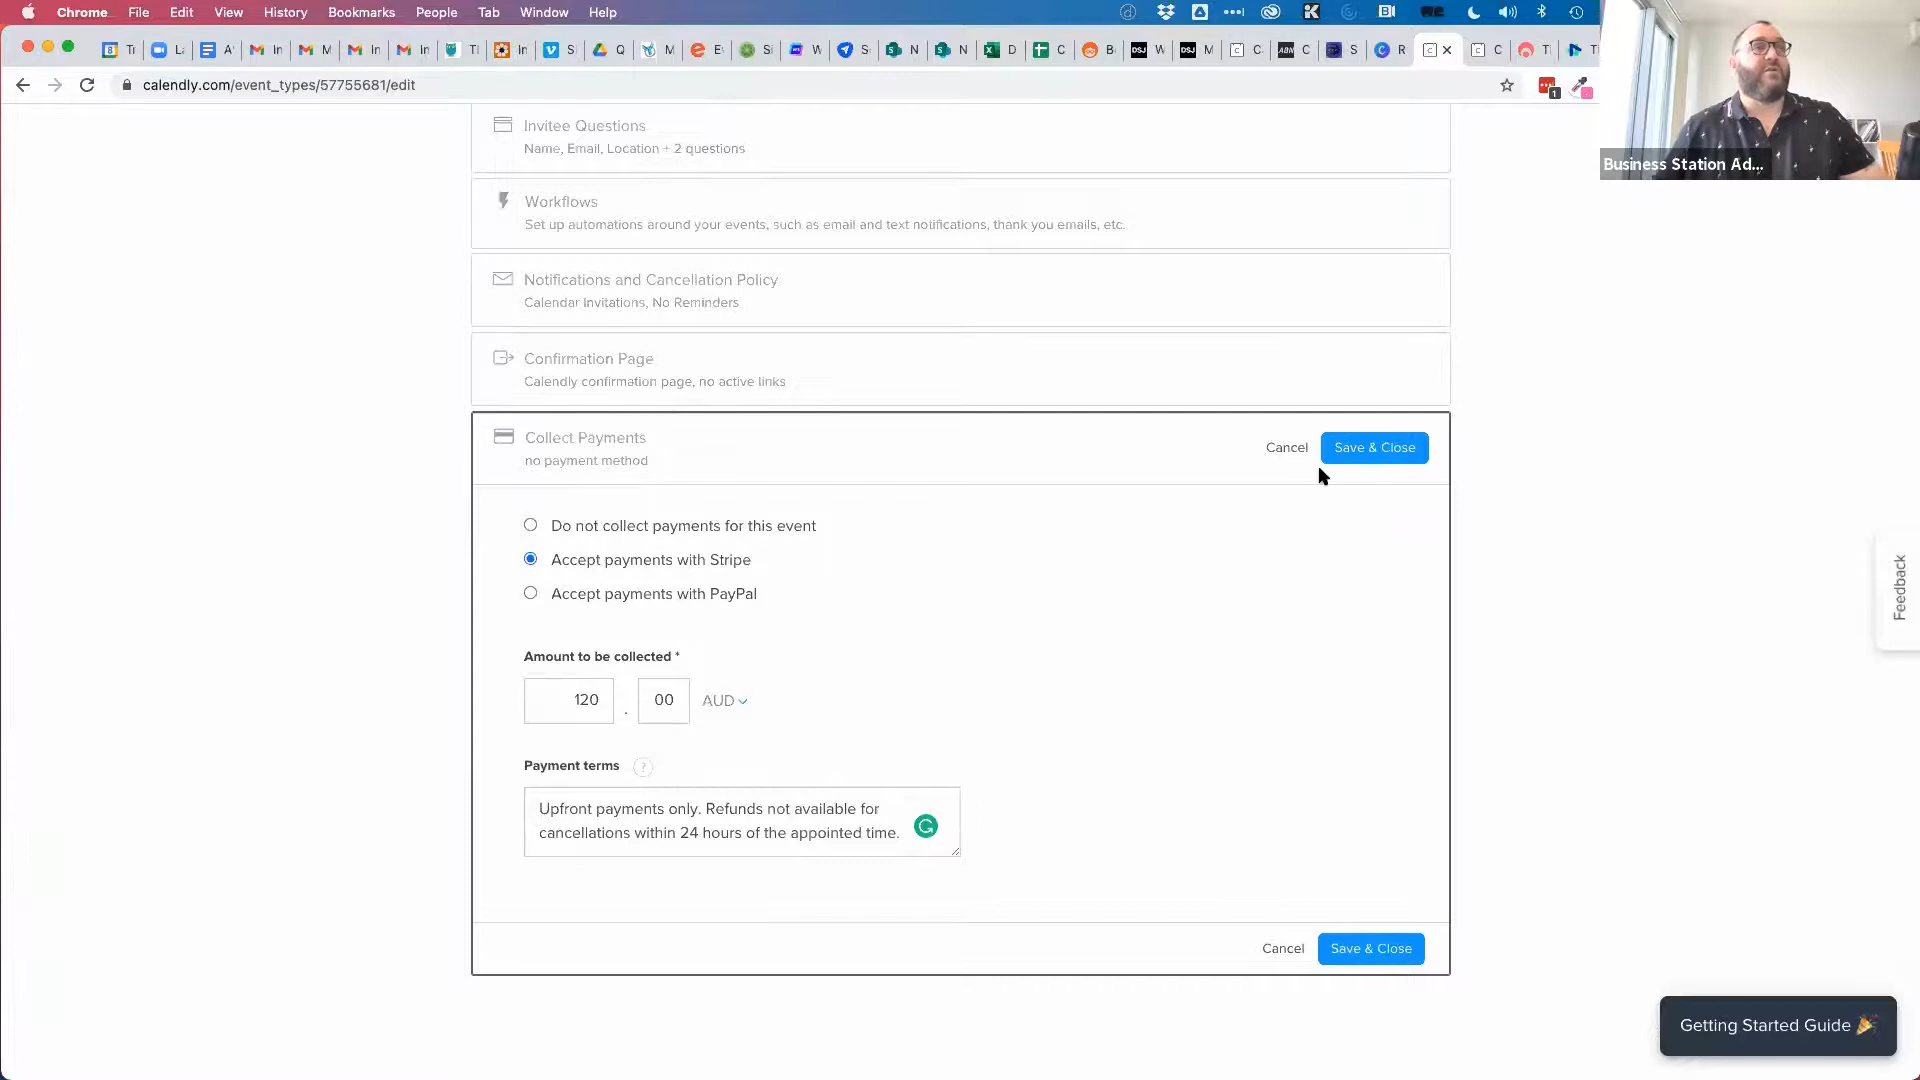 Chrome File Edit View History Bookmarks People Tab Window Help
calendly.com/event_types/57755681/edit
Business Station Ad...
Invitee Questions
Name, Email, Location + 2 questions
Workflows
Set up automations around your events, such as email and text notifications, thank you emails, etc.
Notifications and Cancellation Policy
Calendar Invitations, No Reminders
Confirmation Page
Calendly confirmation page, no active links
Collect Payments
no payment method
Cancel
Save & Close
Do not collect payments for this event
Accept payments with Stripe
Accept payments with PayPal
Amount to be collected *
120 . 00 AUD
Payment terms ?
Upfront payments only. Refunds not available for
cancellations within 24 hours of the appointed time.
Cancel
Save & Close
Feedback
Getting Started Guide 🎉